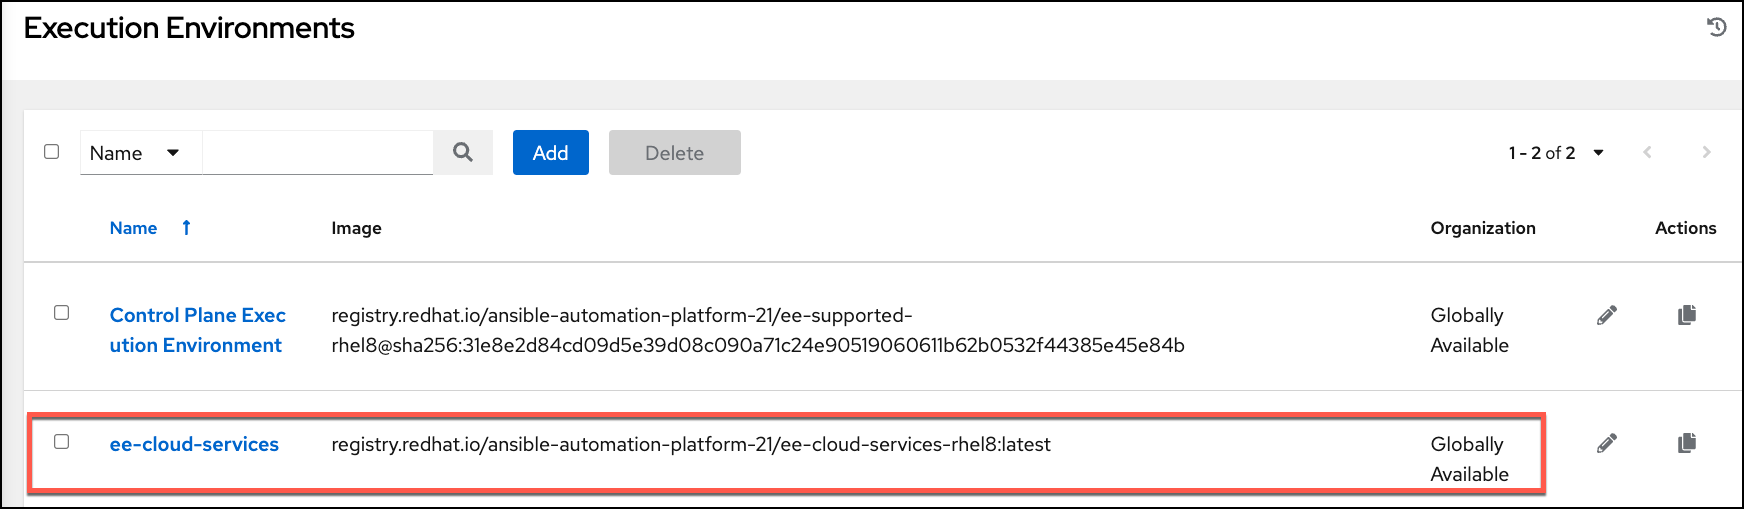 Execution Environments
Name Add Delete 1 - 2 of 2
Name Image Organization Actions
Control Plane Exec registry.redhat.io/ansible-automation-platform-21/ee-supported- Globally
ution Environment rhel8@sha256:31e8e2d84cd09d5e39d08c090a71c24e90519060611b62b0532f44385e45e84b Available
ee-cloud-services registry.redhat.io/ansible-automation-platform-21/ee-cloud-services-rhel8:latest Globally
Available